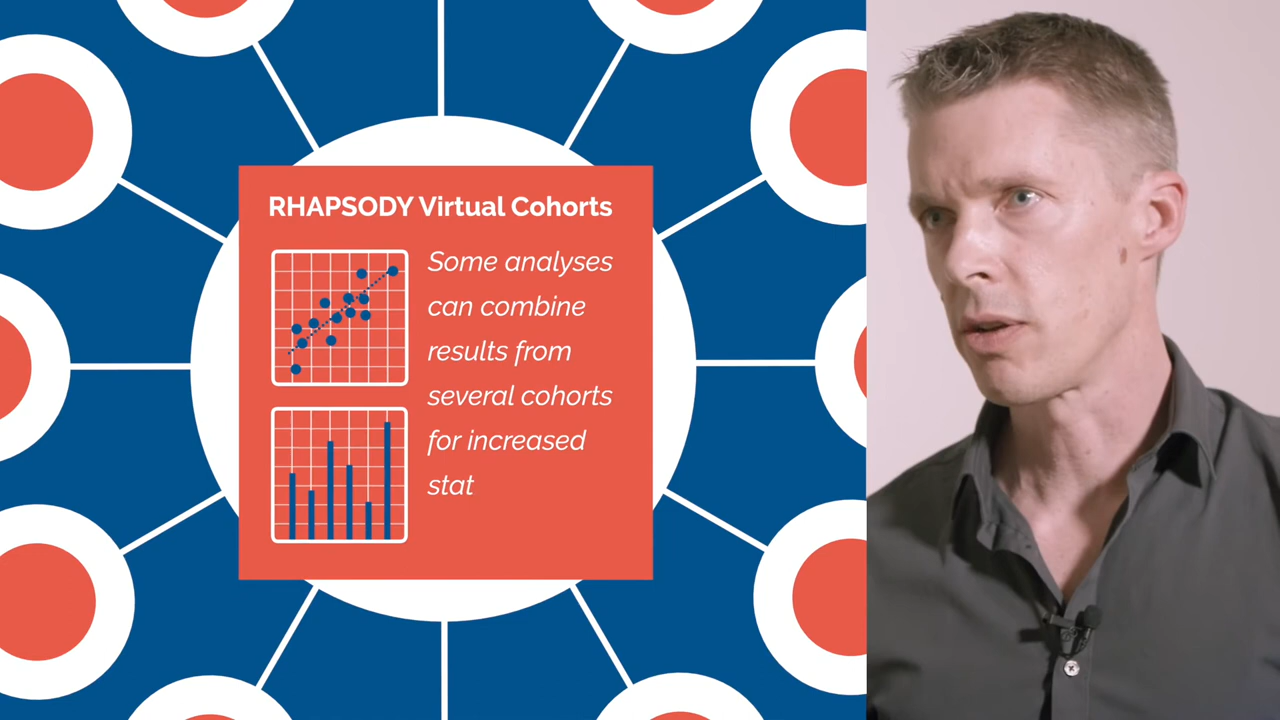 RHAPSODY Virtual Cohorts
Some analyses
can combine
results from
several cohorts
for increased
stat